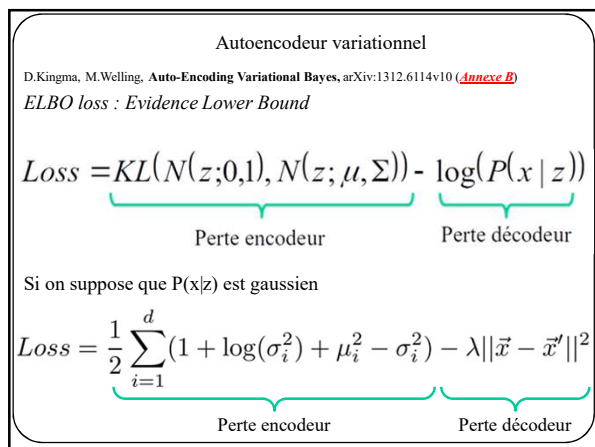 Autoencodeur variationnel
D.Kingma, M.Welling, Auto-Encoding Variational Bayes, arXiv:1312.6114v10 (Annexe B)
ELBO loss : Evidence Lower Bound
Loss =KL(N(z;0,1), N(z; μ,Σ)) - log(P(x | z))
Perte encodeur Perte décodeur
Si on suppose que P(x|z) est gaussien
Loss = 1/2 ∑_{i=1}^{d} (1 + log(σ_i^2) + μ_i^2 − σ_i^2) − λ||x⃗ − x⃗'||^2
Perte encodeur Perte décodeur